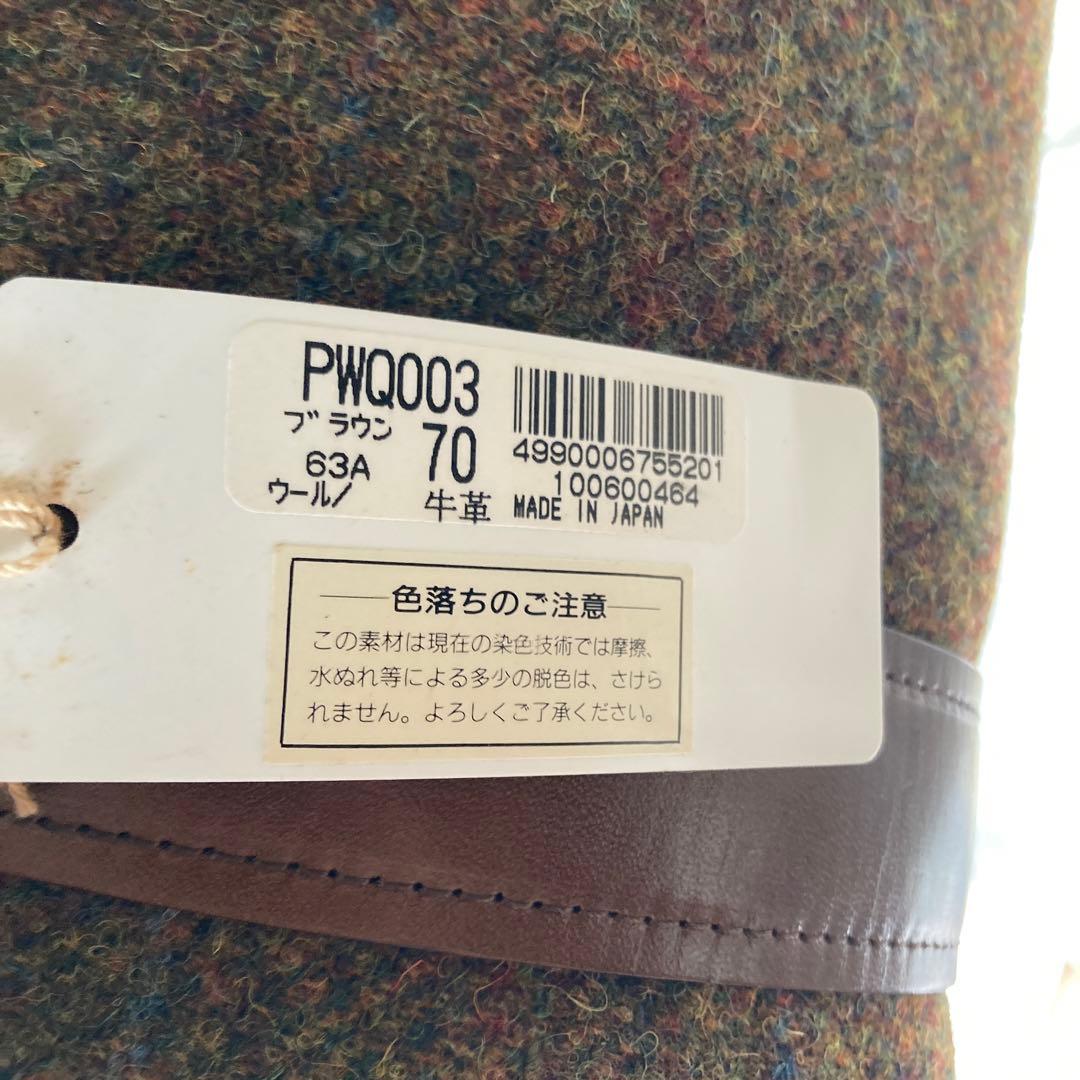 PWQ003
ブラウン 70
63A
ウール/ 牛革
4990006755201
100600464
MADE IN JAPAN
色落ちのご注意
この素材は現在の染色技術では摩擦、
水ぬれ等による多少の脱色は、さけら
れません。よろしくご了承ください。